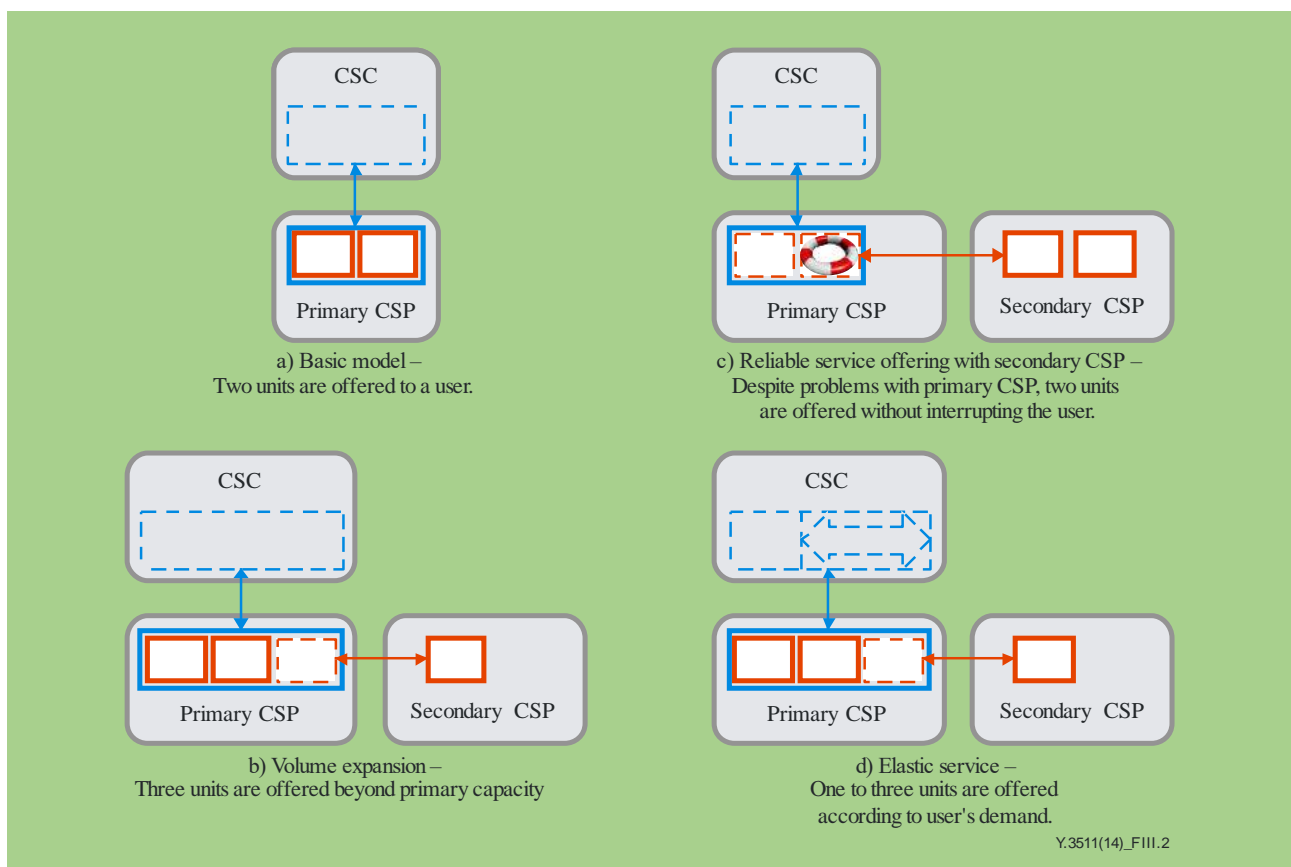 CSC
Primary CSP
a) Basic model –
Two units are offered to a user.
CSC
Primary CSP
Secondary CSP
c) Reliable service offering with secondary CSP –
Despite problems with primary CSP, two units
are offered without interrupting the user.
CSC
Primary CSP
Secondary CSP
b) Volume expansion –
Three units are offered beyond primary capacity
CSC
Primary CSP
Secondary CSP
d) Elastic service –
One to three units are offered
according to user's demand.
Y.3511(14)_FIII.2